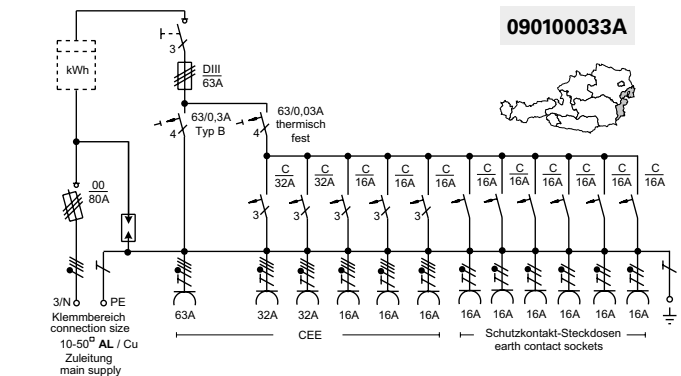 090100033A
kWh
3
DIII
63A
63/0,3A
Typ B
4
63/0,03A
thermisch
fest
4
C C C C C C C C C C C
32A 32A 16A 16A 16A 16A 16A 16A 16A 16A 16A
3 3 3 3 3
00
80A
3/N PE
63A 32A 32A 16A 16A 16A 16A 16A 16A 16A 16A 16A
Klemmbereich
connection size
10-50□ AL / Cu
Zuleitung
main supply
CEE
Schutzkontakt-Steckdosen
earth contact sockets